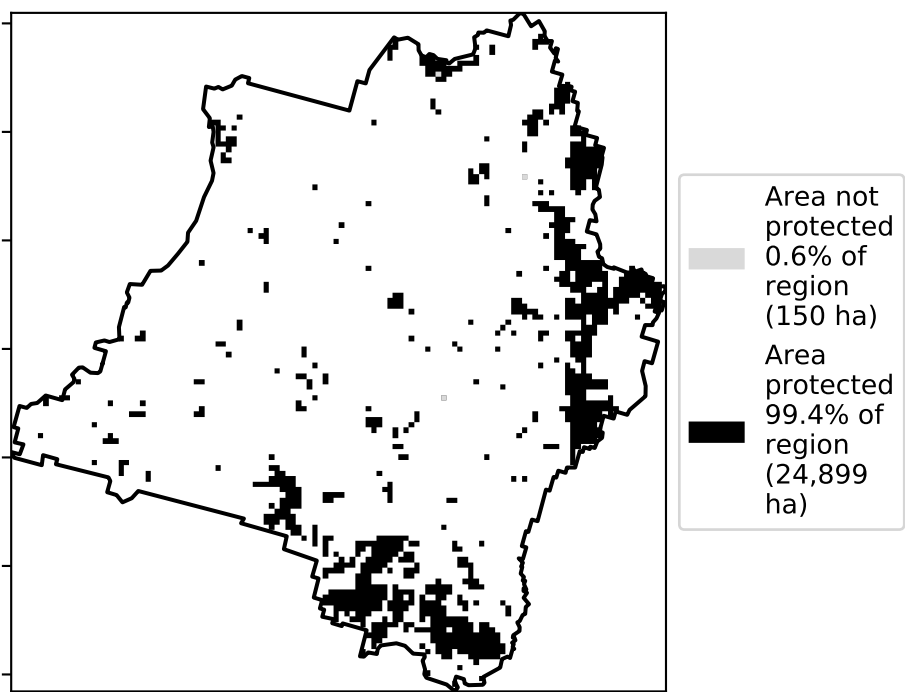 Area not
protected
0.6% of
region
(150 ha)
Area
protected
99.4% of
region
(24,899
ha)